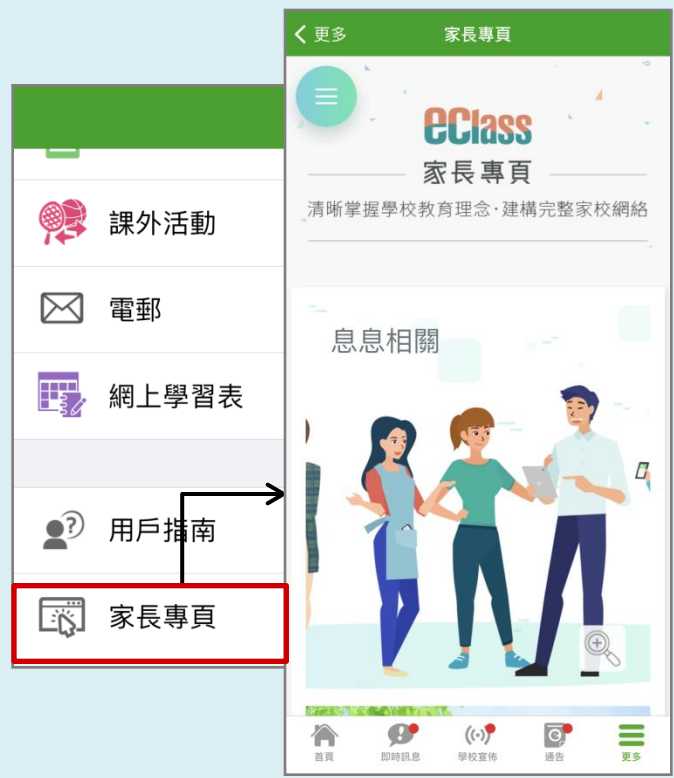 課外活動
電郵
網上學習表
用戶指南
家長專頁
更多
家長專頁
eClass
家長專頁
清晰掌握學校教育理念·建構完整家校網絡
息息相關
首頁
即時訊息
學校宣佈
通告
更多